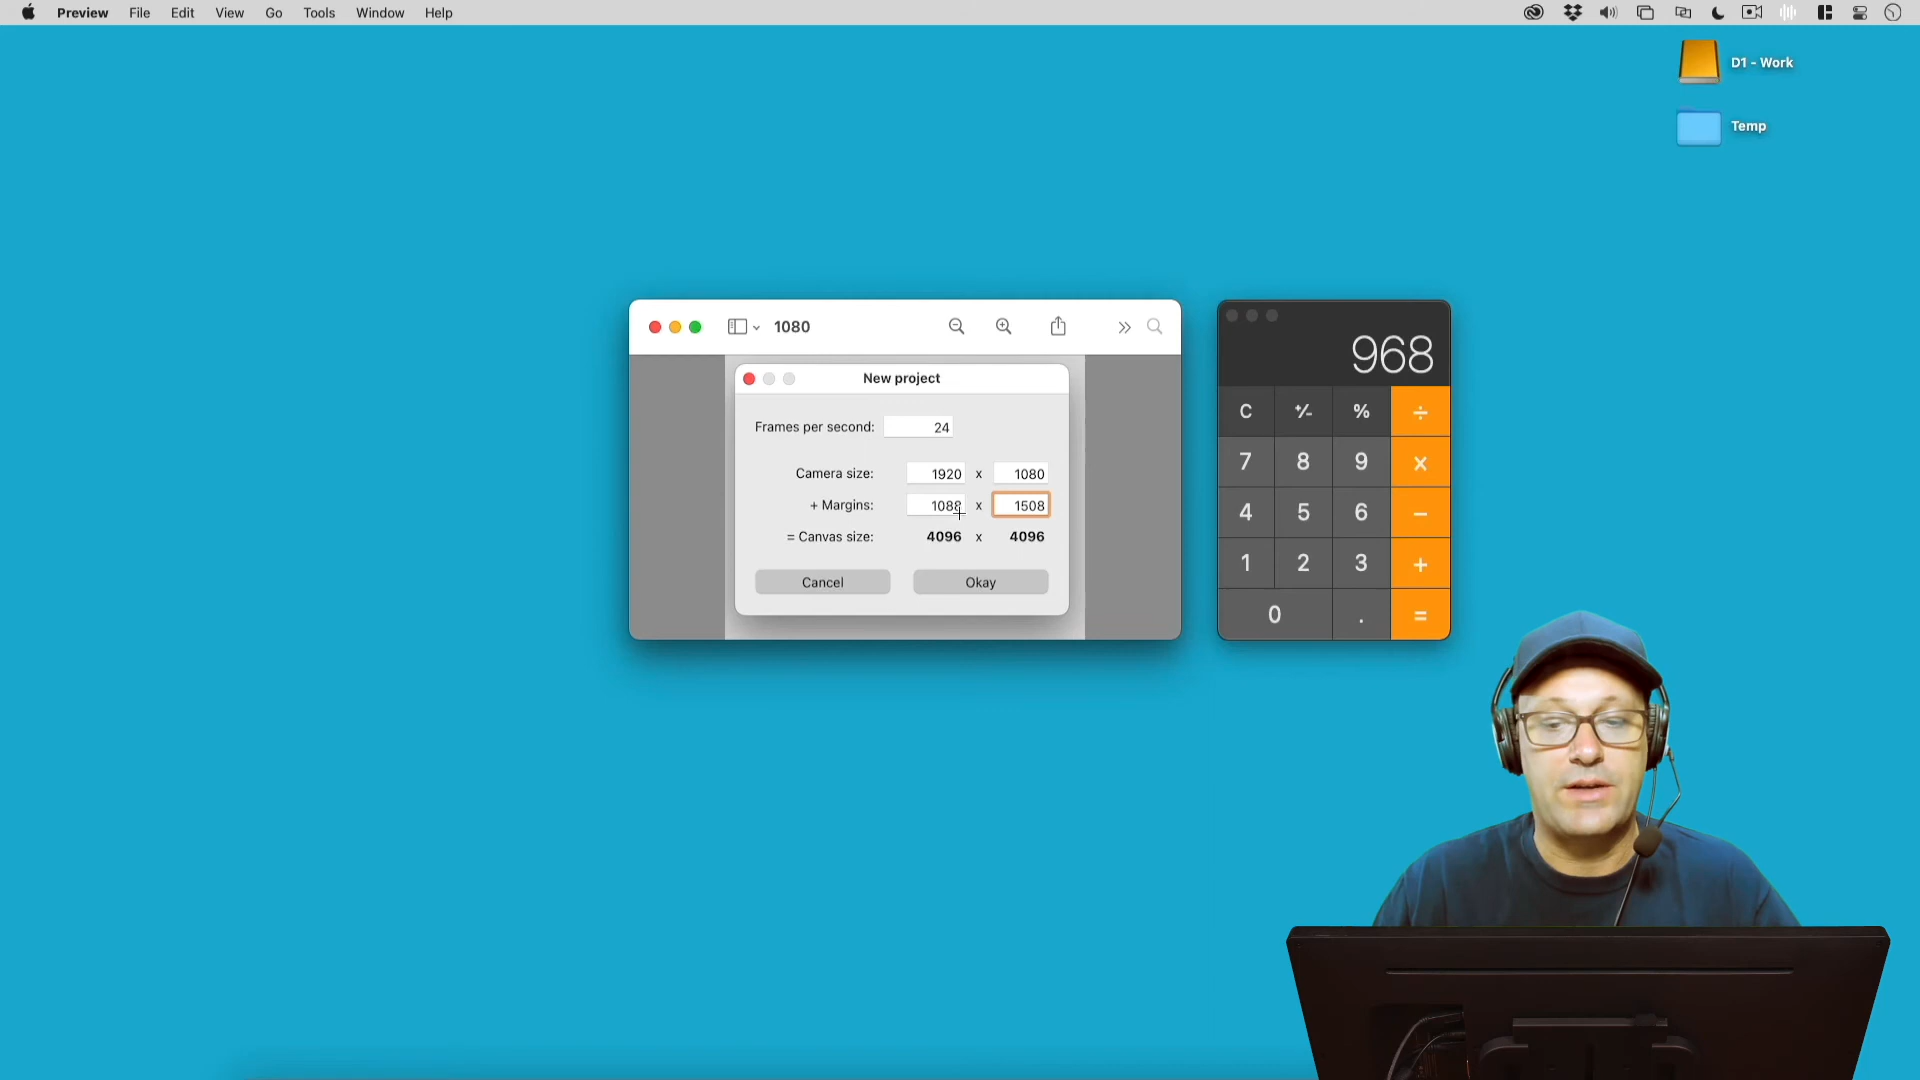 Preview File Edit View Go Tools Window Help
D1 - Work
Temp
1080
New project
Frames per second: 24
Camera size: 1920 x 1080
+ Margins: 1088 x 1508
= Canvas size: 4096 x 4096
Cancel Okay
968
C +/- % ÷
7 8 9 x
4 5 6 −
1 2 3 +
0 . =